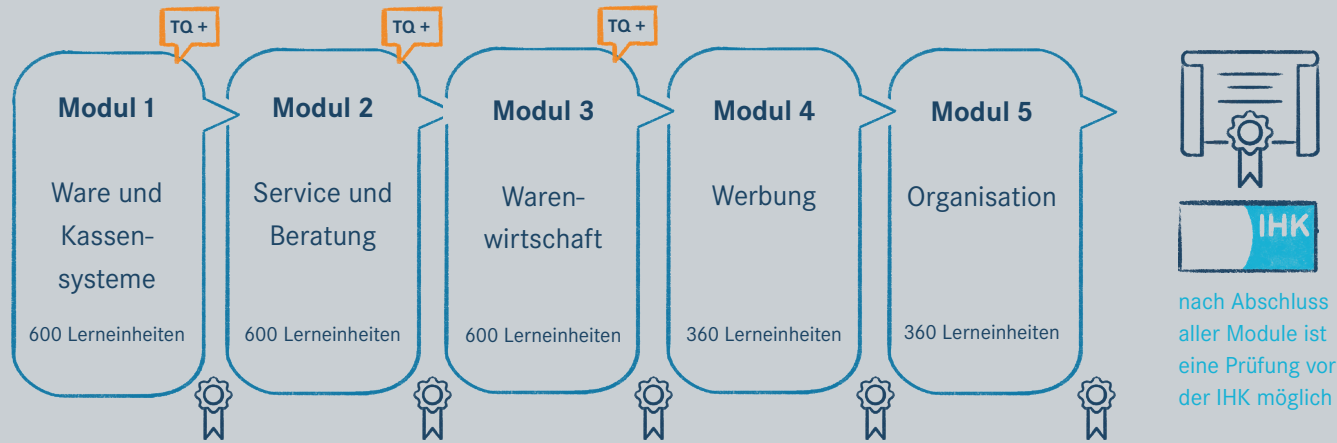 TQ +
Modul 1
Ware und
Kassen-
systeme
600 Lerneinheiten
TQ +
Modul 2
Service und
Beratung
600 Lerneinheiten
TQ +
Modul 3
Waren-
wirtschaft
600 Lerneinheiten
Modul 4
Werbung
360 Lerneinheiten
Modul 5
Organisation
360 Lerneinheiten
IHK
nach Abschluss
aller Module ist
eine Prüfung vor
der IHK möglich